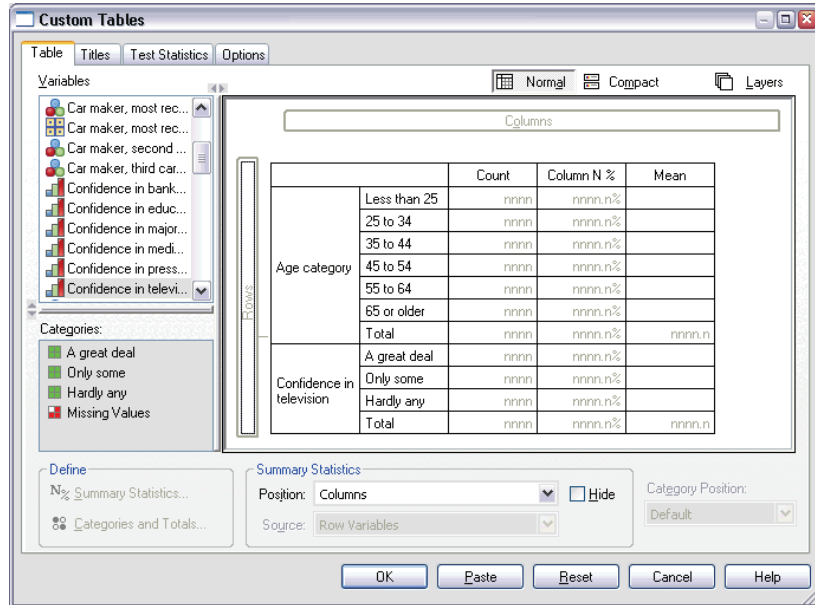 Custom Tables
Table Titles Test Statistics Options
Variables
Normal Compact Layers
Car maker, most rec...
Car maker, most rec...
Car maker, second ...
Car maker, third car...
Confidence in bank...
Confidence in educ...
Confidence in major...
Confidence in medi...
Confidence in press...
Confidence in televi...
Categories:
A great deal
Only some
Hardly any
Missing Values
Columns
Rows
Count Column N % Mean
Age category
Less than 25 nnnn nnnn.n%
25 to 34 nnnn nnnn.n%
35 to 44 nnnn nnnn.n%
45 to 54 nnnn nnnn.n%
55 to 64 nnnn nnnn.n%
65 or older nnnn nnnn.n%
Total nnnn nnnn.n% nnnn.n
Confidence in
television
A great deal nnnn nnnn.n%
Only some nnnn nnnn.n%
Hardly any nnnn nnnn.n%
Total nnnn nnnn.n% nnnn.n
Define
N% Summary Statistics...
Categories and Totals...
Summary Statistics
Position: Columns Hide
Source: Row Variables
Category Position:
Default
OK Paste Reset Cancel Help